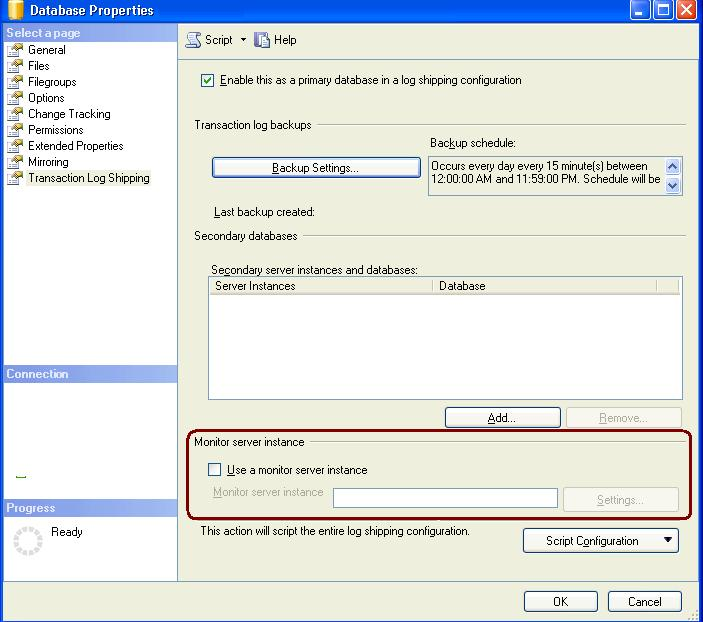 Database Properties
Select a page
General
Files
Filegroups
Options
Change Tracking
Permissions
Extended Properties
Mirroring
Transaction Log Shipping
Connection
Progress
Ready
Script
Help
Enable this as a primary database in a log shipping configuration
Transaction log backups
Backup schedule:
Backup Settings...
Occurs every day every 15 minute(s) between
12:00:00 AM and 11:59:00 PM. Schedule will be
Last backup created:
Secondary databases
Secondary server instances and databases:
Server Instances Database
Add... Remove...
Monitor server instance
Use a monitor server instance
Monitor server instance Settings...
This action will script the entire log shipping configuration.
Script Configuration
OK Cancel